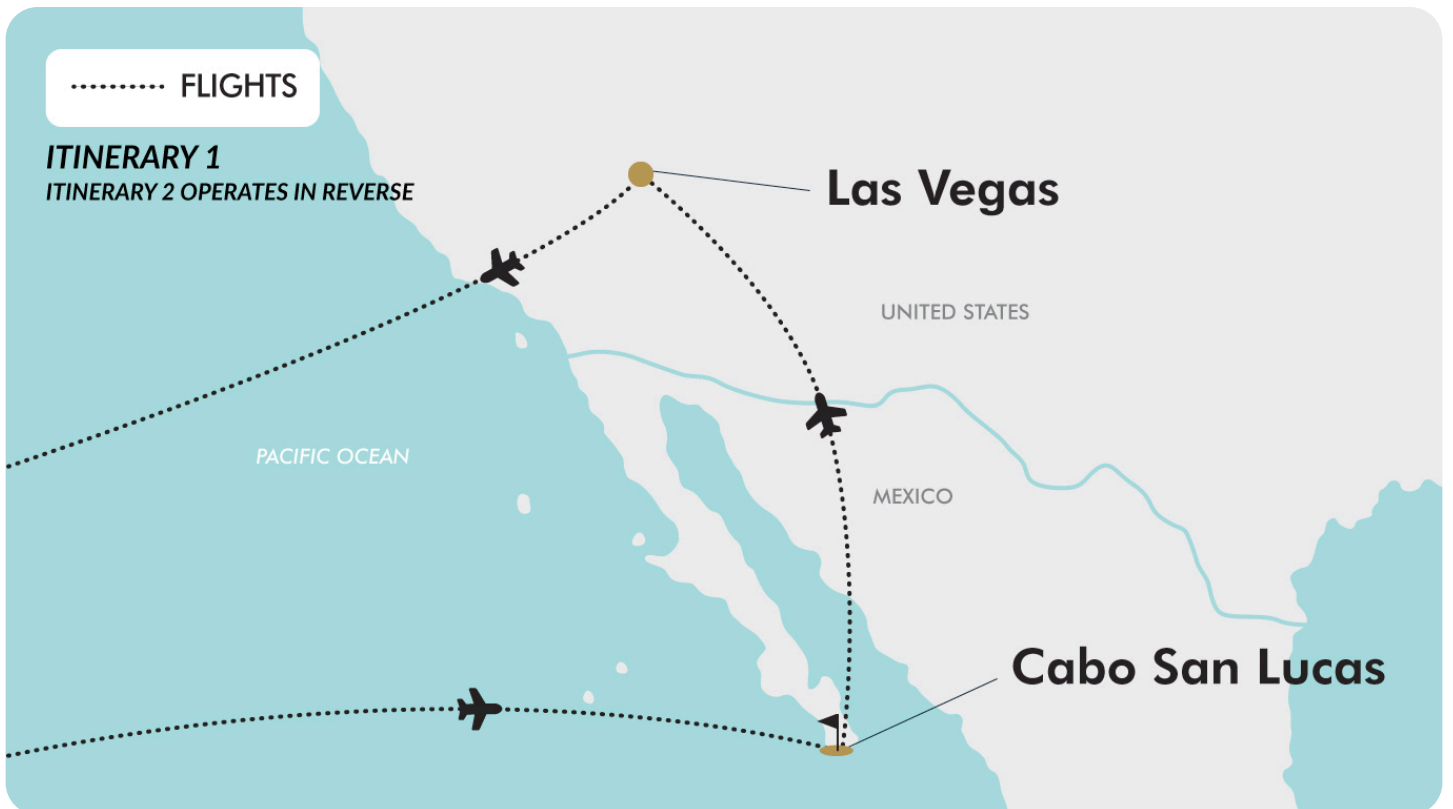 FLIGHTS
ITINERARY 1
ITINERARY 2 OPERATES IN REVERSE
Las Vegas
UNITED STATES
PACIFIC OCEAN
MEXICO
Cabo San Lucas